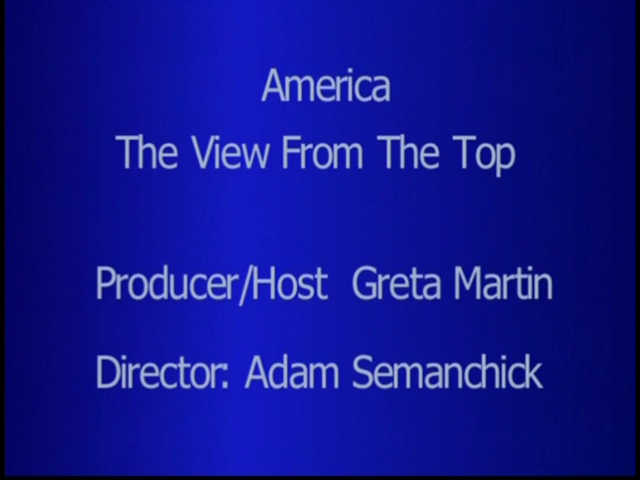 America
The View From The Top
Producer/Host Greta Martin
Director: Adam Semanchick